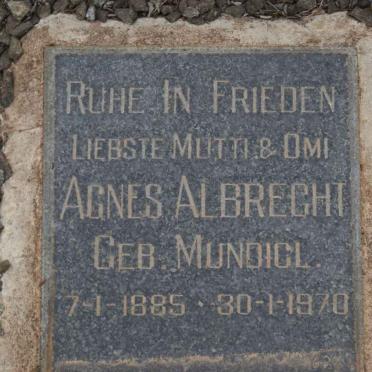 RUHE IN FRIEDEN
LIEBSTE MUTTI & OMI
AGNES ALBRECHT
GEB. MUNDIGL.
7-1-1885 · 30-1-1970